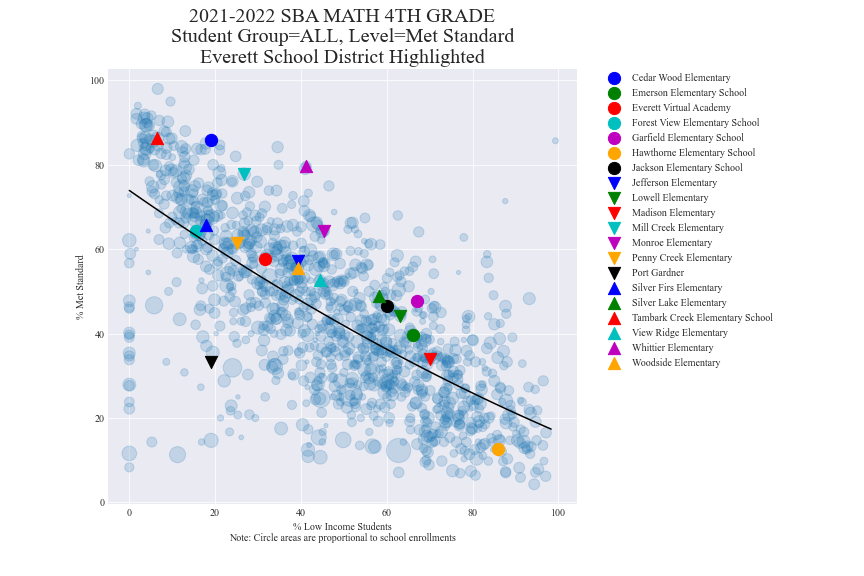 2021-2022 SBA MATH 4TH GRADE
Student Group=ALL, Level=Met Standard
Everett School District Highlighted
100
80
60
40
20
0
% Met Standard
0 20 40 60 80 100
% Low Income Students
Note: Circle areas are proportional to school enrollments
Cedar Wood Elementary
Emerson Elementary School
Everett Virtual Academy
Forest View Elementary School
Garfield Elementary School
Hawthorne Elementary School
Jackson Elementary School
Jefferson Elementary
Lowell Elementary
Madison Elementary
Mill Creek Elementary
Monroe Elementary
Penny Creek Elementary
Port Gardner
Silver Firs Elementary
Silver Lake Elementary
Tambark Creek Elementary School
View Ridge Elementary
Whittier Elementary
Woodside Elementary